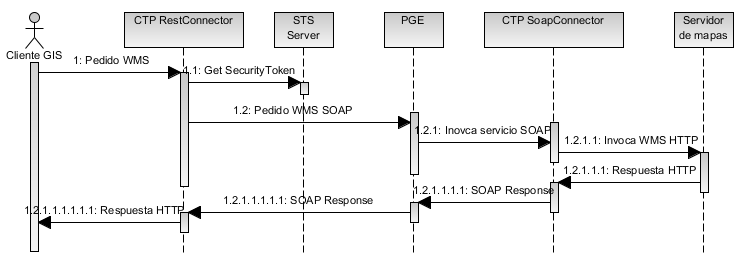 CTP RestConnector
STS
Server
PGE
CTP SoapConnector
Servidor
de mapas
Cliente GIS
1: Pedido WMS
1.1: Get SecurityToken
1.2: Pedido WMS SOAP
1.2.1: Inovca servicio SOAP
1.2.1.1: Invoca WMS HTTP
1.2.1.1.1: Respuesta HTTP
1.2.1.1.1.1: SOAP Response
1.2.1.1.1.1.1: SOAP Response
1.2.1.1.1.1.1.1: Respuesta HTTP